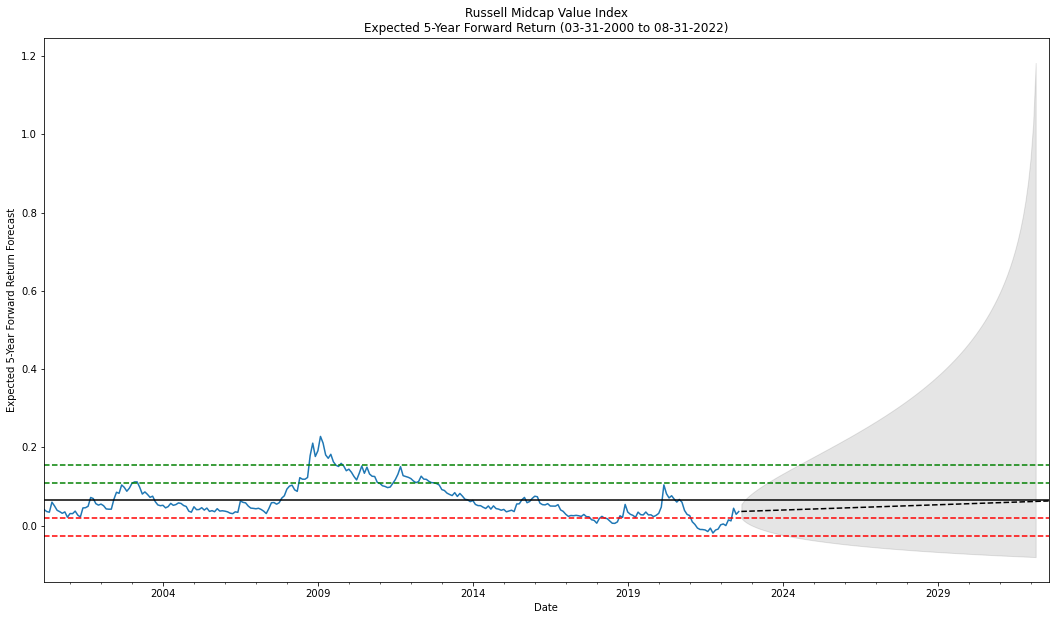 Russell Midcap Value Index
Expected 5-Year Forward Return (03-31-2000 to 08-31-2022)
Expected 5-Year Forward Return Forecast
1.2
1.0
0.8
0.6
0.4
0.2
0.0
2004 2009 2014 2019 2024 2029
Date